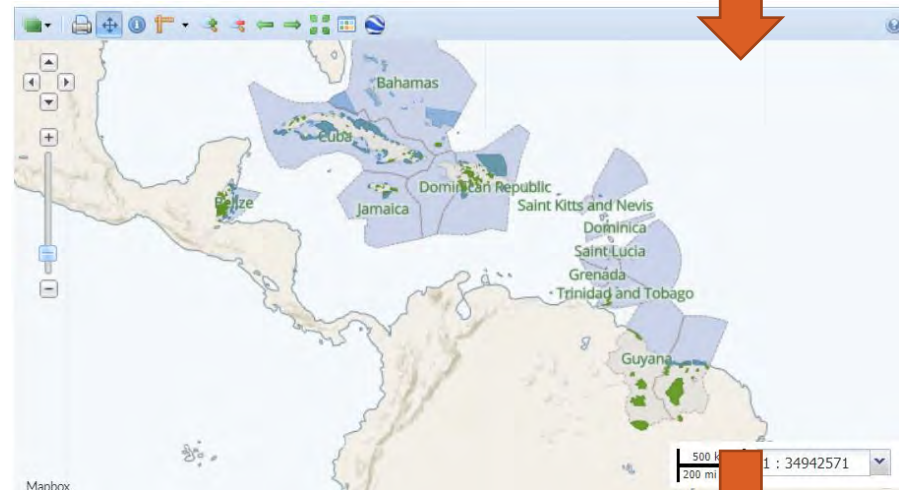 Bahamas
Cuba
Dominican Republic
Belize
Jamaica
Saint Kitts and Nevis
Dominica
Saint Lucia
Grenada
Trinidad and Tobago
Guyana
500
1 : 34942571
200 mi
Mapbox